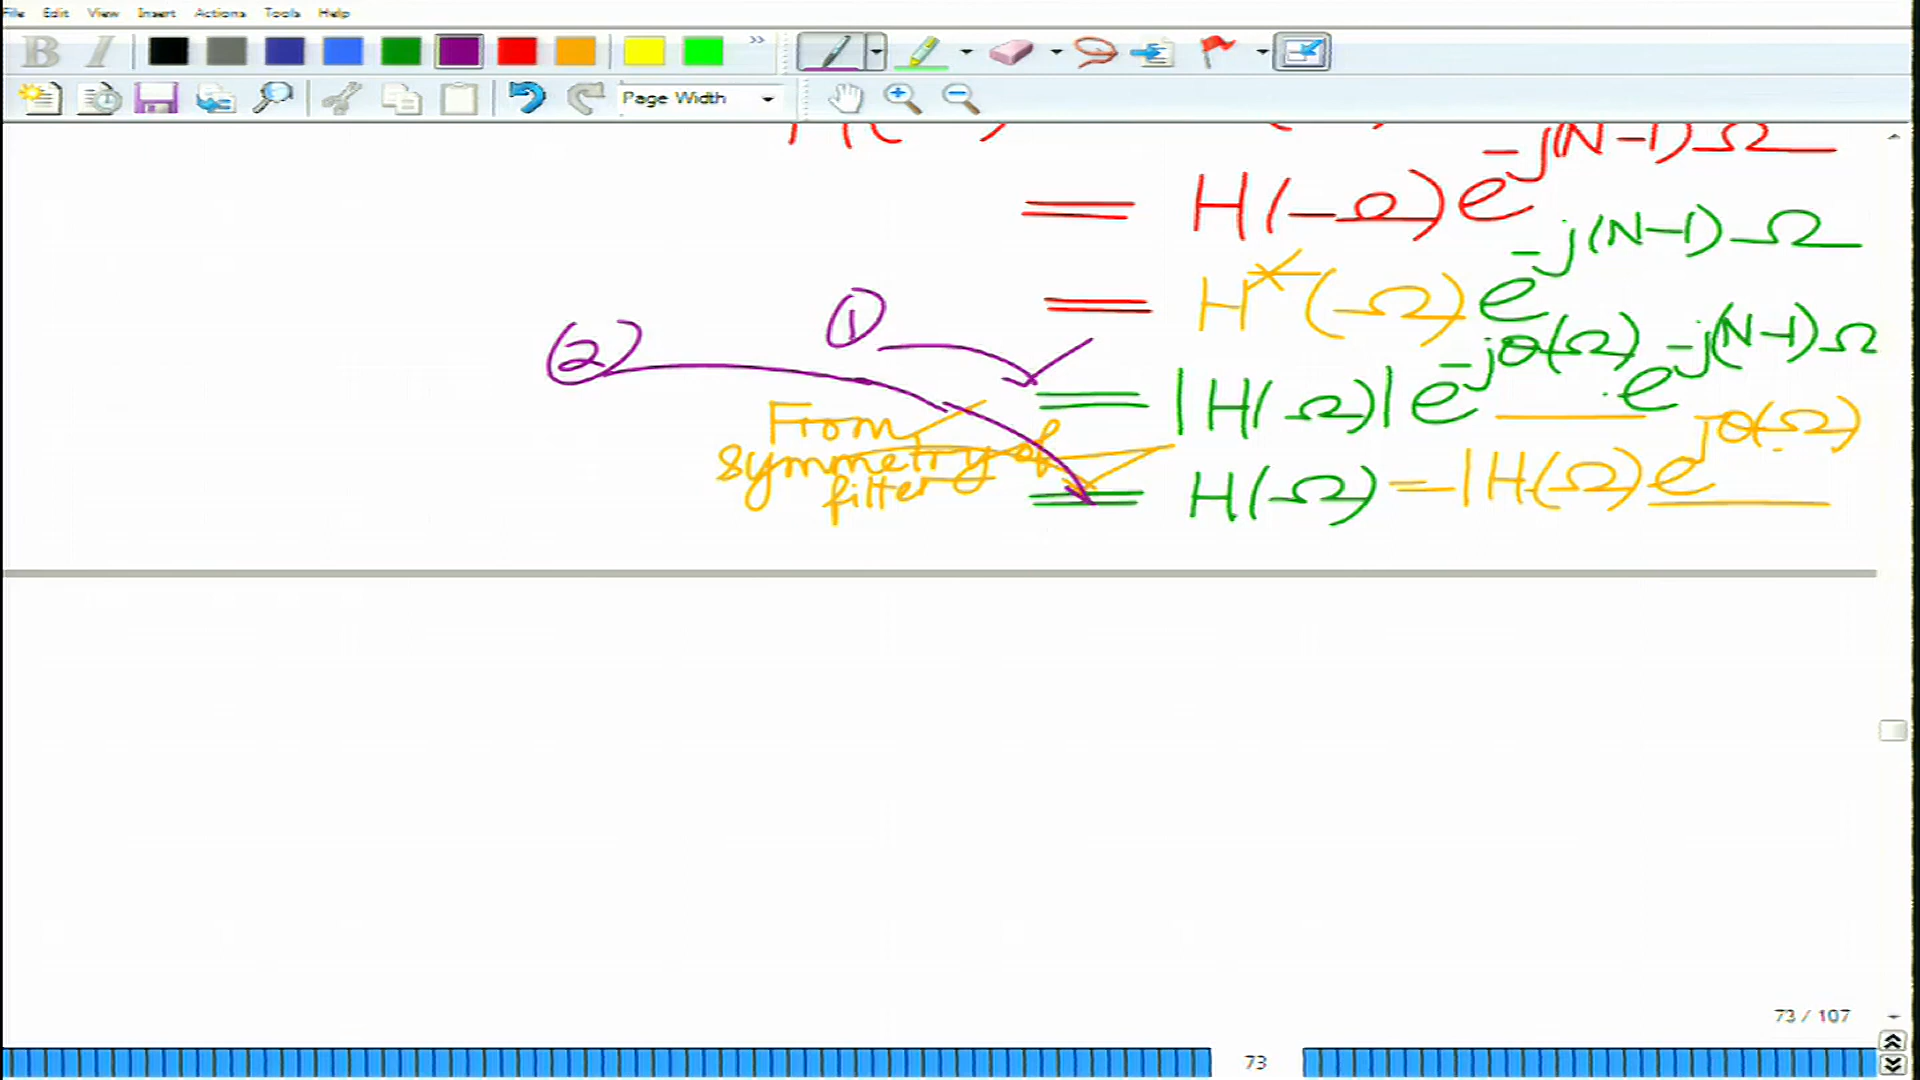 File Edit View Insert Actions Tools Help
B I
Page Width
= H(-Ω) e^{-j(N-1)Ω}
= H*(Ω) e^{-j(N-1)Ω}
①
②
= |H(Ω)| e^{-jθ(Ω)} . e^{-j(N-1)Ω}
From
symmetry of
filter
= H(Ω) = |H(Ω)| e^{jθ(Ω)}
73 / 107
73